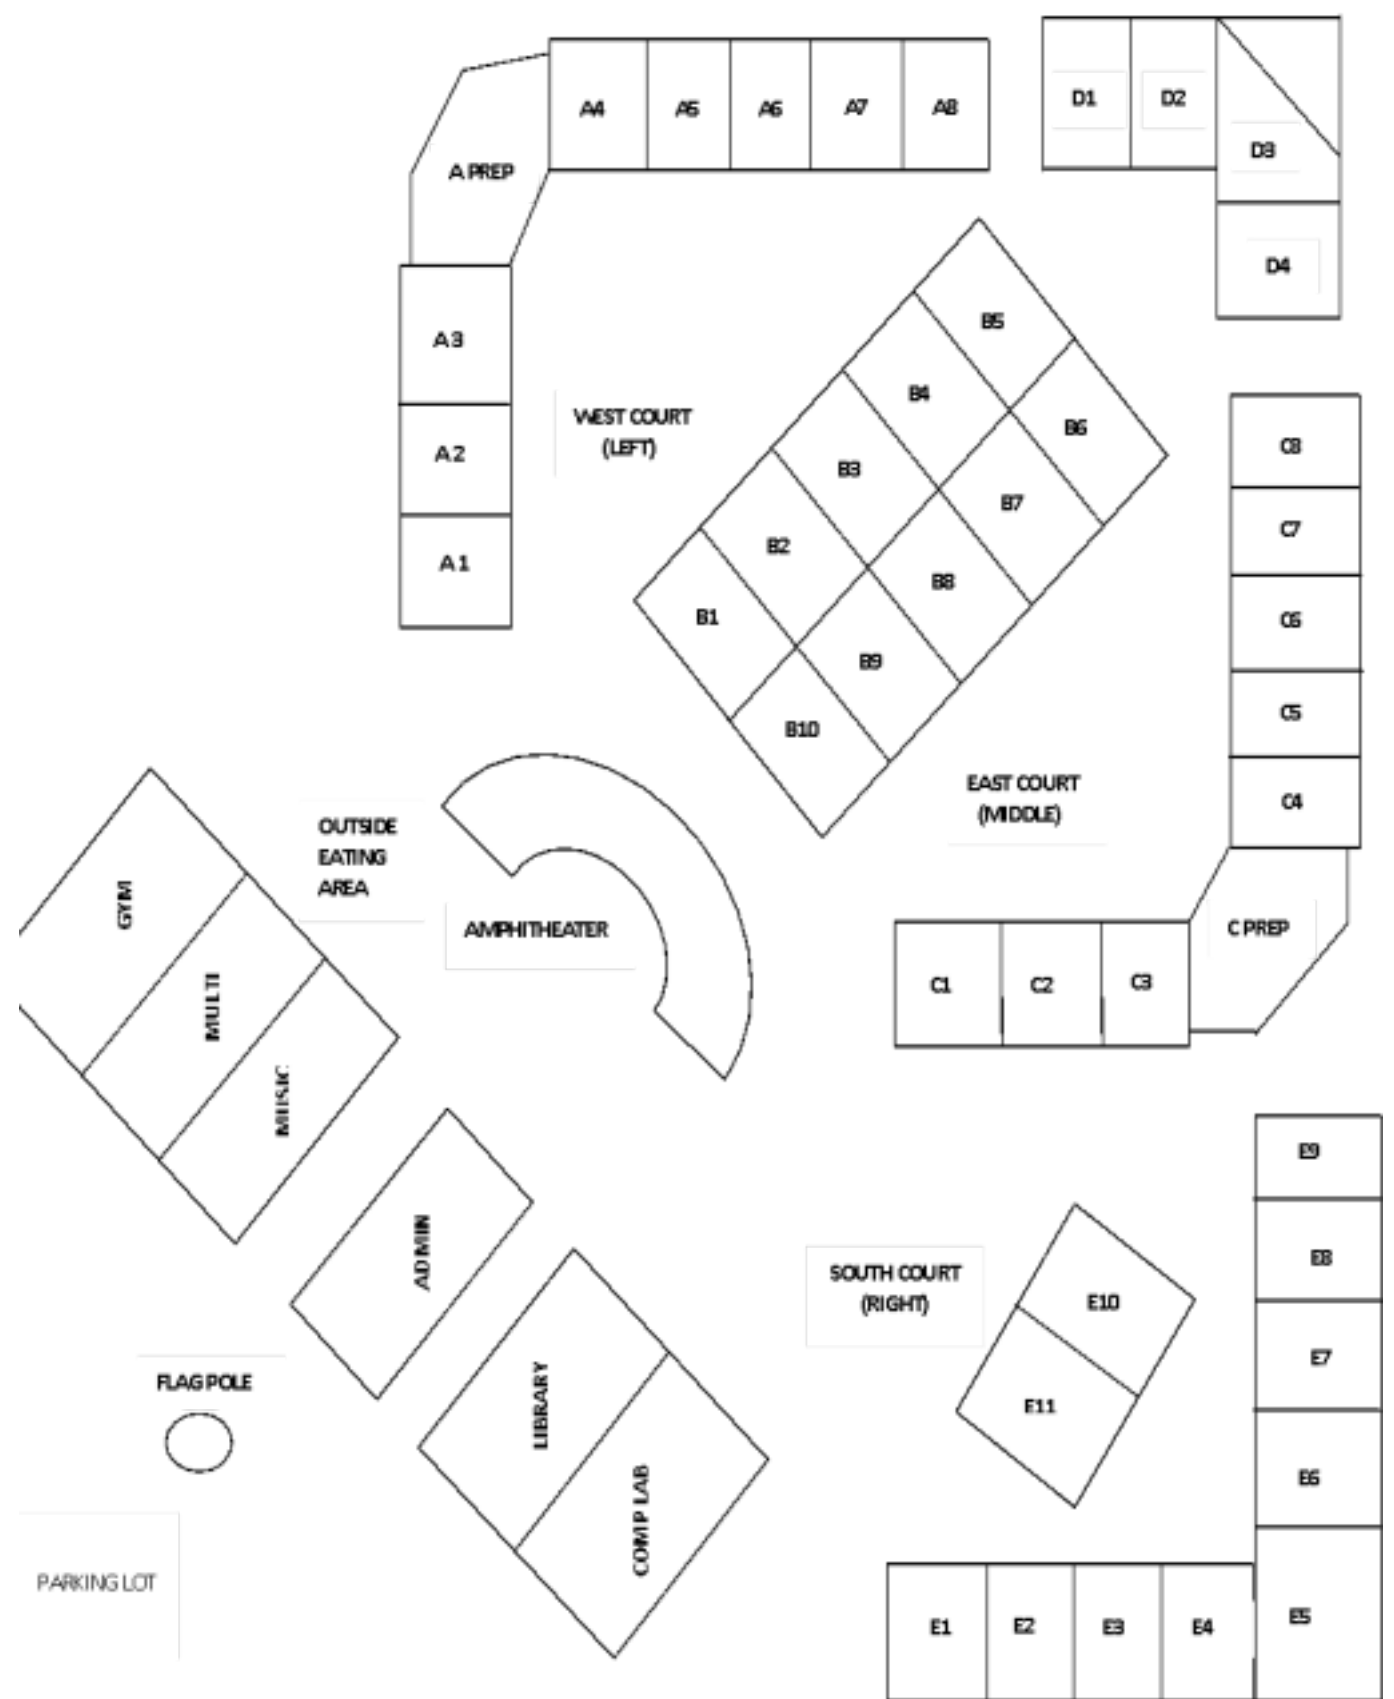 A4 A5 A6 A7 A8
D1 D2
D3
D4
A PREP
A3
A2
A1
WEST COURT
(LEFT)
B5
B4
B6
B3
B7
B2
B8
B1
B9
B10
C8
C7
C6
C5
C4
EAST COURT
(MIDDLE)
C PREP
C1 C2 C3
OUTSIDE
EATING
AREA
AMPHITHEATER
GYM
MULTI
MUSIC
ADMIN
LIBRARY
COMP LAB
FLAG POLE
PARKING LOT
SOUTH COURT
(RIGHT)
E10
E11
E9
E8
E7
E6
E5
E1 E2 E3 E4